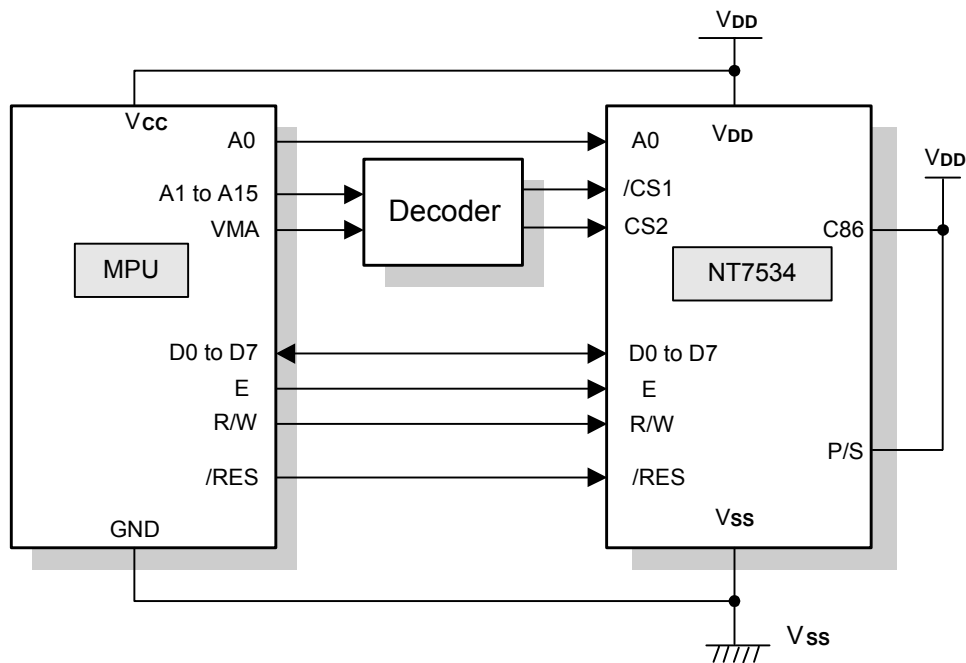 VDD
VCC
A0
A1 to A15
VMA
MPU
D0 to D7
E
R/W
/RES
GND
Decoder
VDD
A0
/CS1
CS2
C86
NT7534
D0 to D7
E
R/W
P/S
/RES
VSS
VDD
VSS